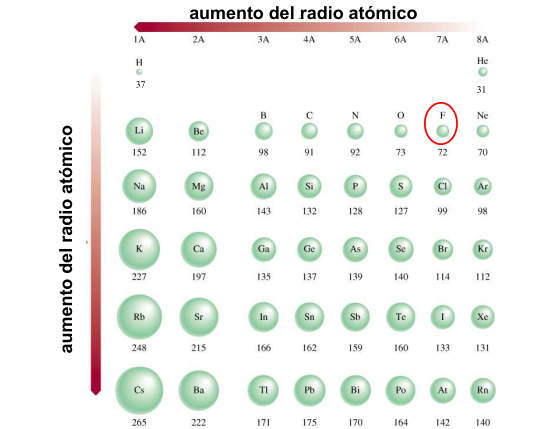 aumento del radio atómico
1A 2A 3A 4A 5A 6A 7A 8A
H He
37 31
B C N O F Ne
Li Be
152 112 98 91 92 73 72 70
Na Mg Al Si P S Cl Ar
186 160 143 132 128 127 99 98
K Ca Ga Ge As Se Br Kr
227 197 135 137 139 140 114 112
Rb Sr In Sn Sb Te I Xe
248 215 166 162 159 160 133 131
Cs Ba Tl Pb Bi Po At Rn
265 222 171 175 170 164 142 140
aumento del radio atómico